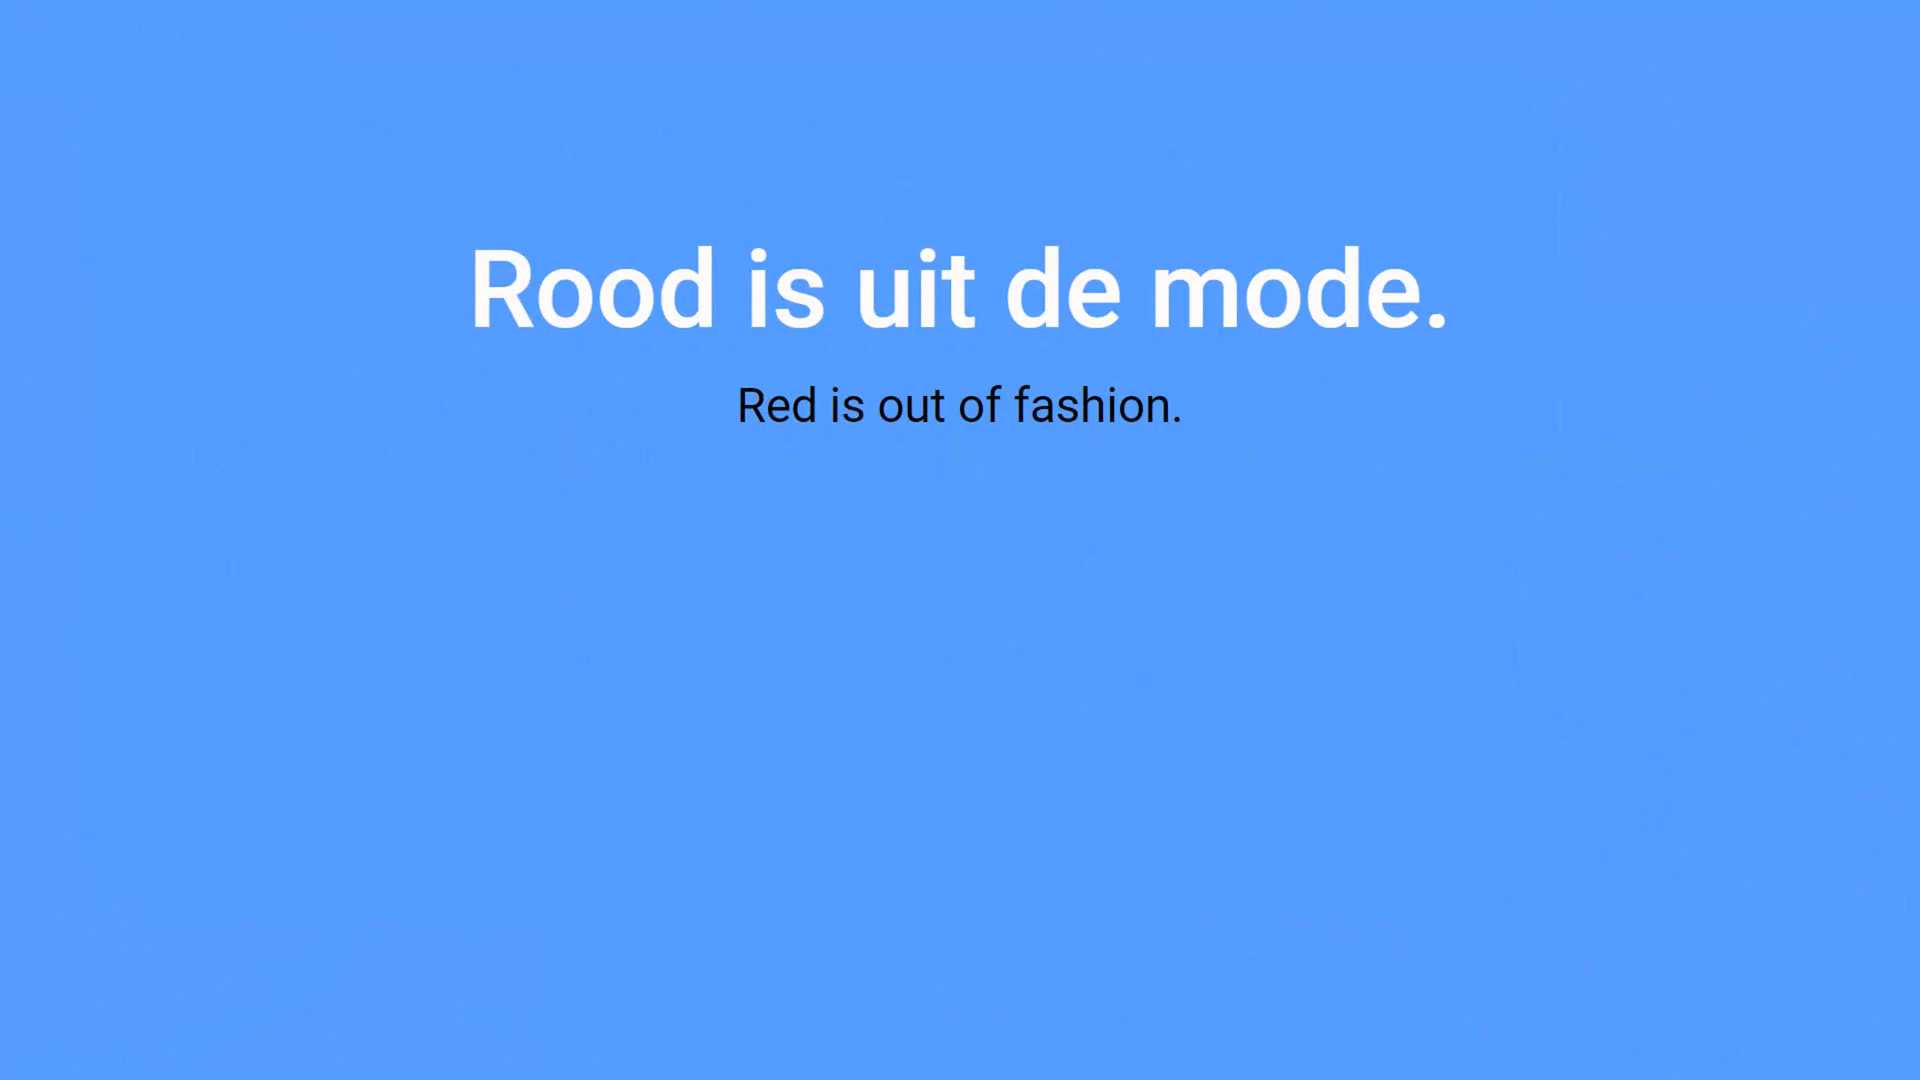 Rood is uit de mode.
Red is out of fashion.